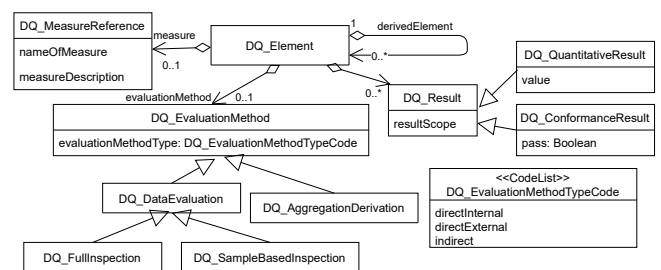 DQ_MeasureReference
nameOfMeasure
measureDescription
measure
0..1
DQ_Element
1
derivedElement
0..*
evaluationMethod
0..1
0..*
DQ_Result
resultScope
DQ_QuantitativeResult
value
DQ_ConformanceResult
pass: Boolean
DQ_EvaluationMethod
evaluationMethodType: DQ_EvaluationMethodTypeCode
<<CodeList>>
DQ_EvaluationMethodTypeCode
directInternal
directExternal
indirect
DQ_DataEvaluation
DQ_AggregationDerivation
DQ_FullInspection
DQ_SampleBasedInspection